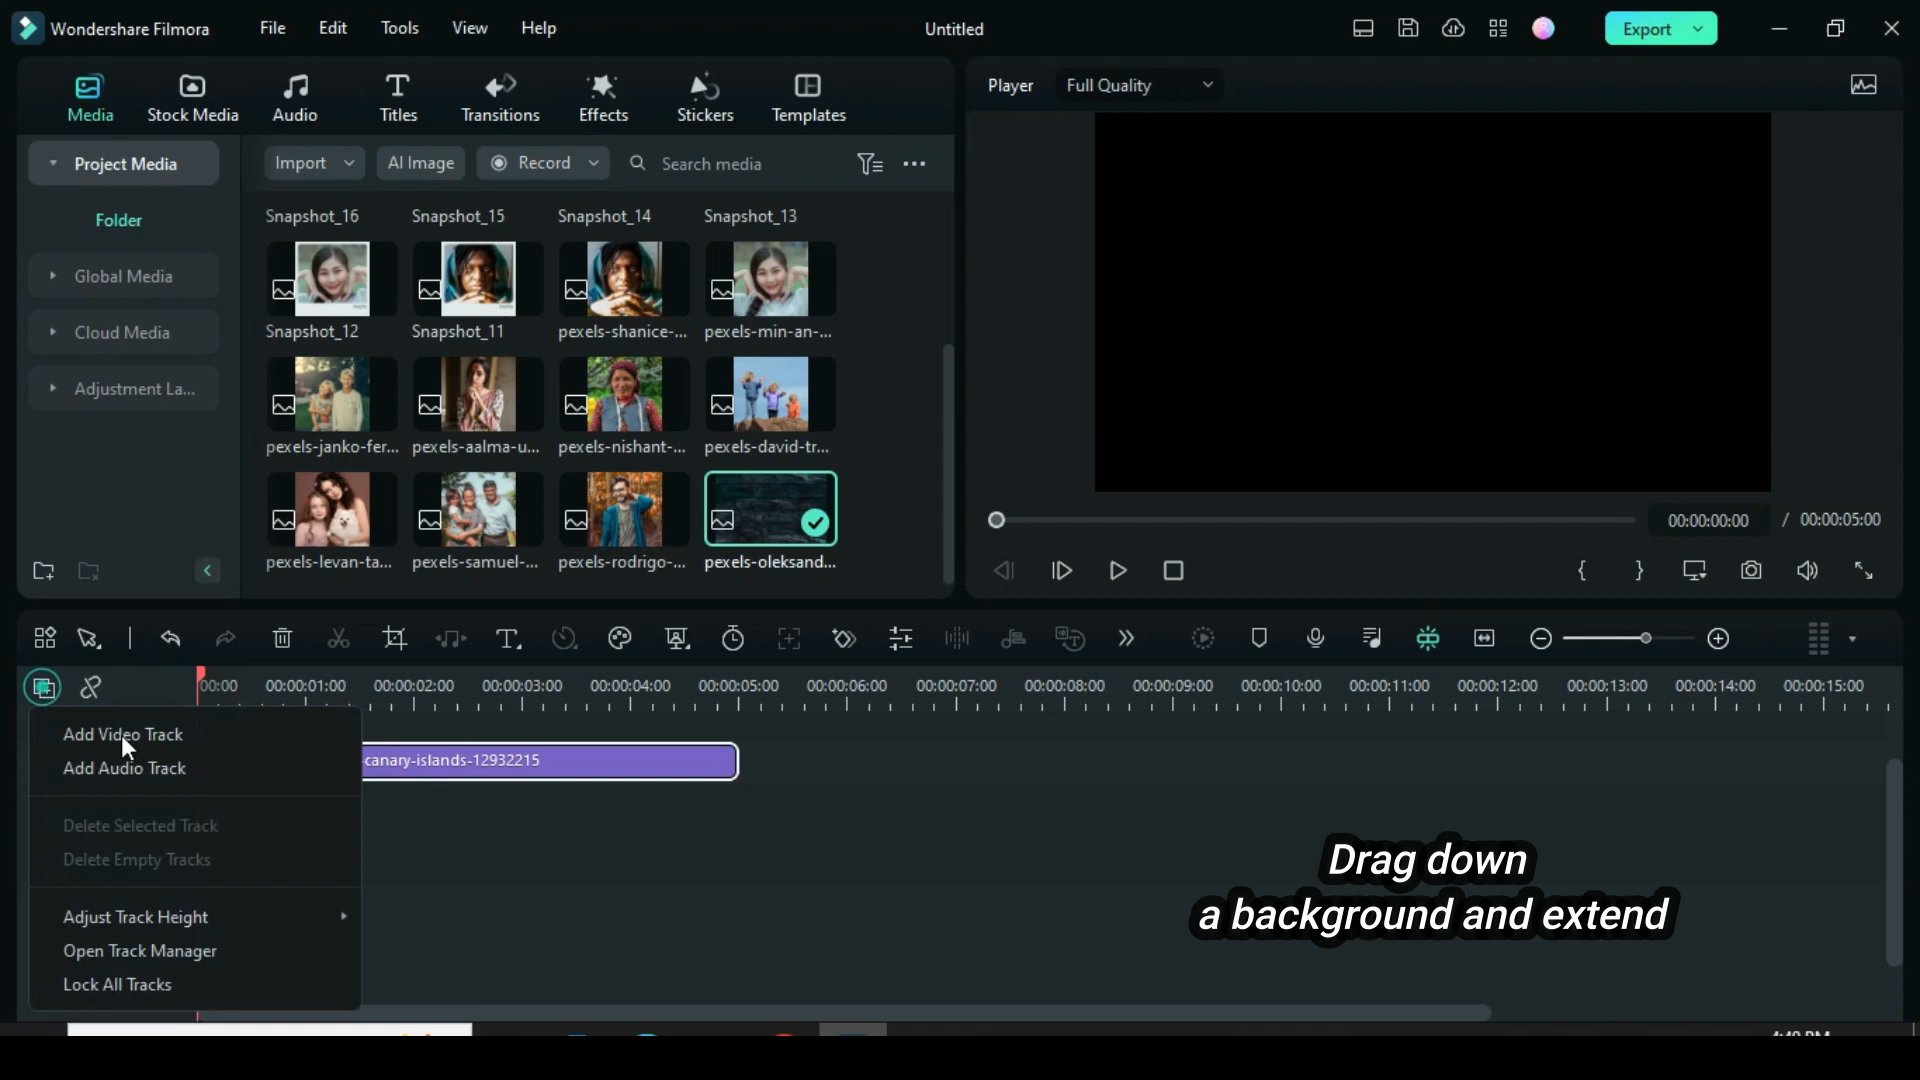 Wondershare Filmora
File
Edit
Tools
View
Help
Untitled
Export
Media
Stock Media
Audio
Titles
Transitions
Effects
Stickers
Templates
Player
Full Quality
Project Media
Import
AI Image
Record
Search media
Folder
Global Media
Cloud Media
Adjustment La...
Snapshot_16
Snapshot_15
Snapshot_14
Snapshot_13
Snapshot_12
Snapshot_11
pexels-shanice-...
pexels-min-an-...
pexels-janko-fer...
pexels-aalma-u...
pexels-nishant-...
pexels-david-tr...
pexels-levan-ta...
pexels-samuel-...
pexels-rodrigo-...
pexels-oleksand...
00:00:00:00
/ 00:00:05:00
00:00
00:00:01:00
00:00:02:00
00:00:03:00
00:00:04:00
00:00:05:00
00:00:06:00
00:00:07:00
00:00:08:00
00:00:09:00
00:00:10:00
00:00:11:00
00:00:12:00
00:00:13:00
00:00:14:00
00:00:15:00
Add Video Track
Add Audio Track
Delete Selected Track
Delete Empty Tracks
Adjust Track Height
Open Track Manager
Lock All Tracks
-canary-islands-12932215
Drag down
a background and extend